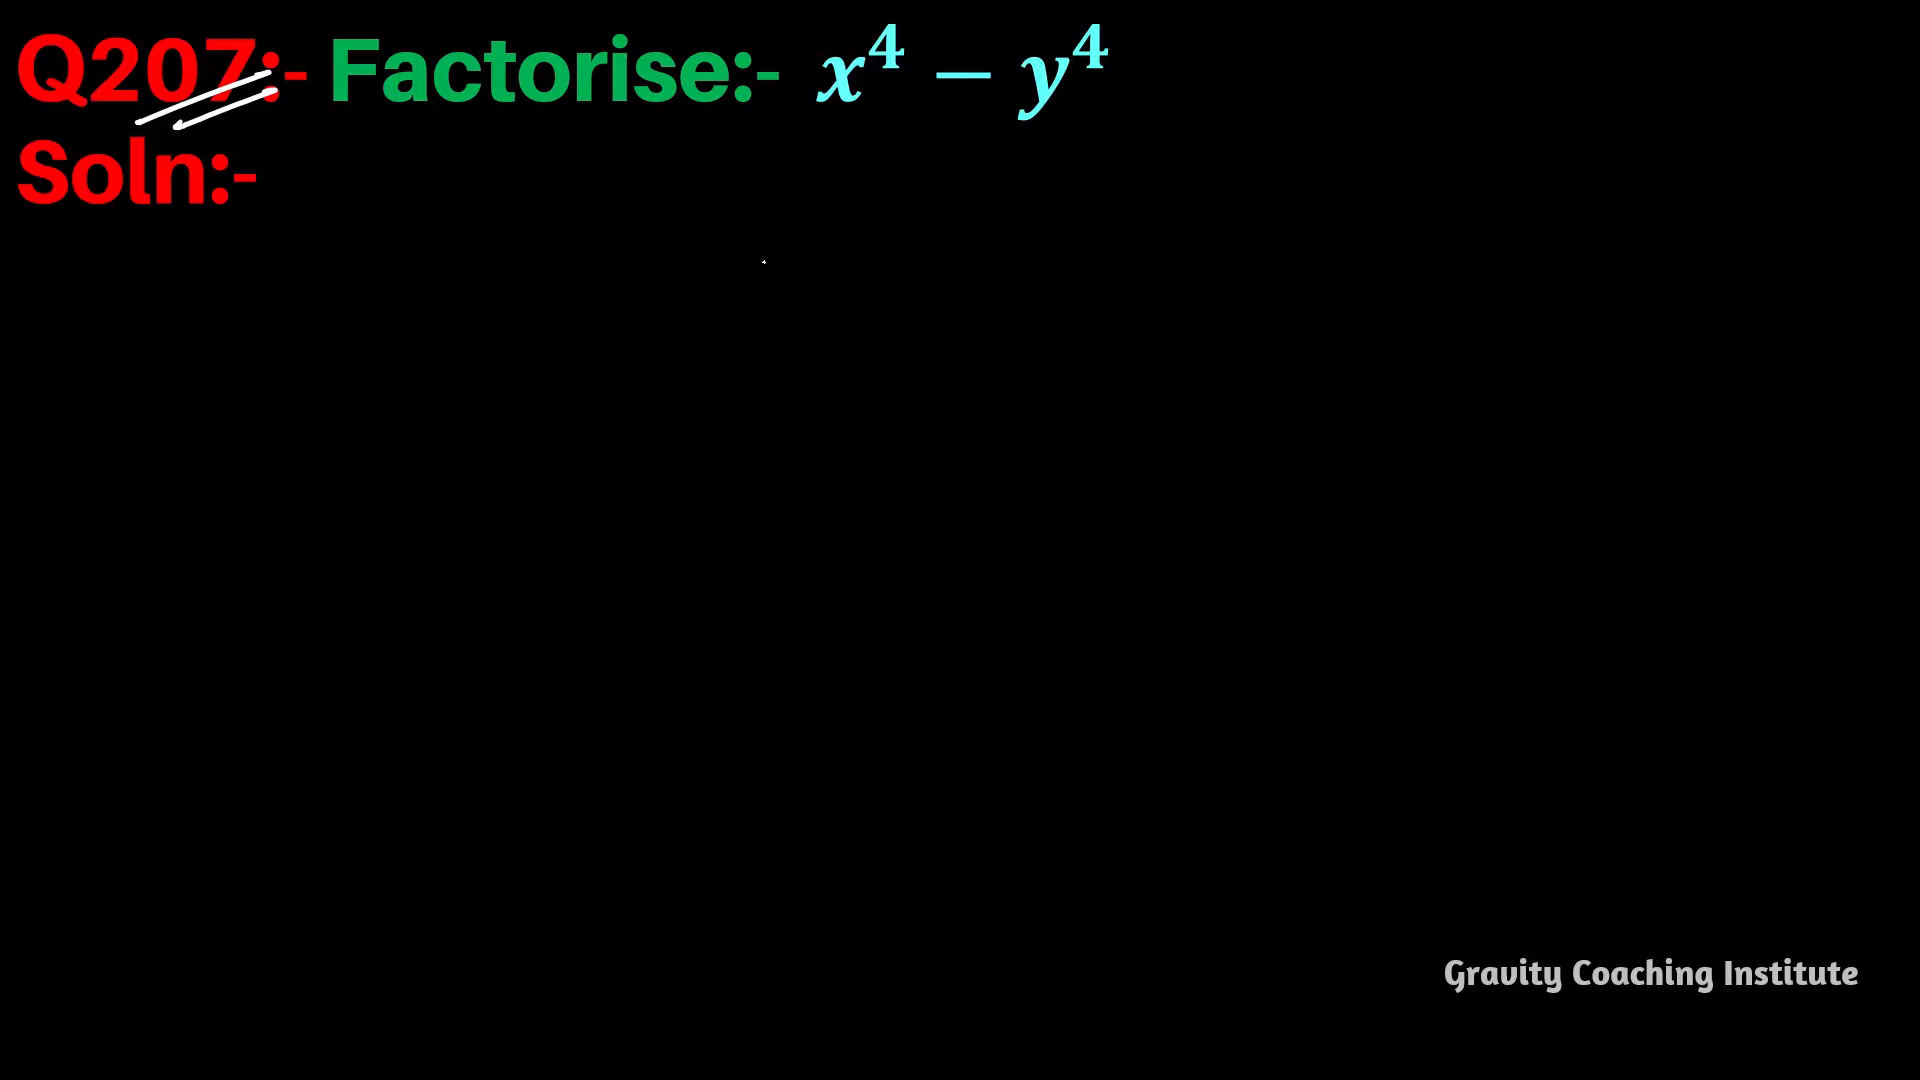 Q207:- Factorise:- x⁴ − y⁴
Soln:-
Gravity Coaching Institute